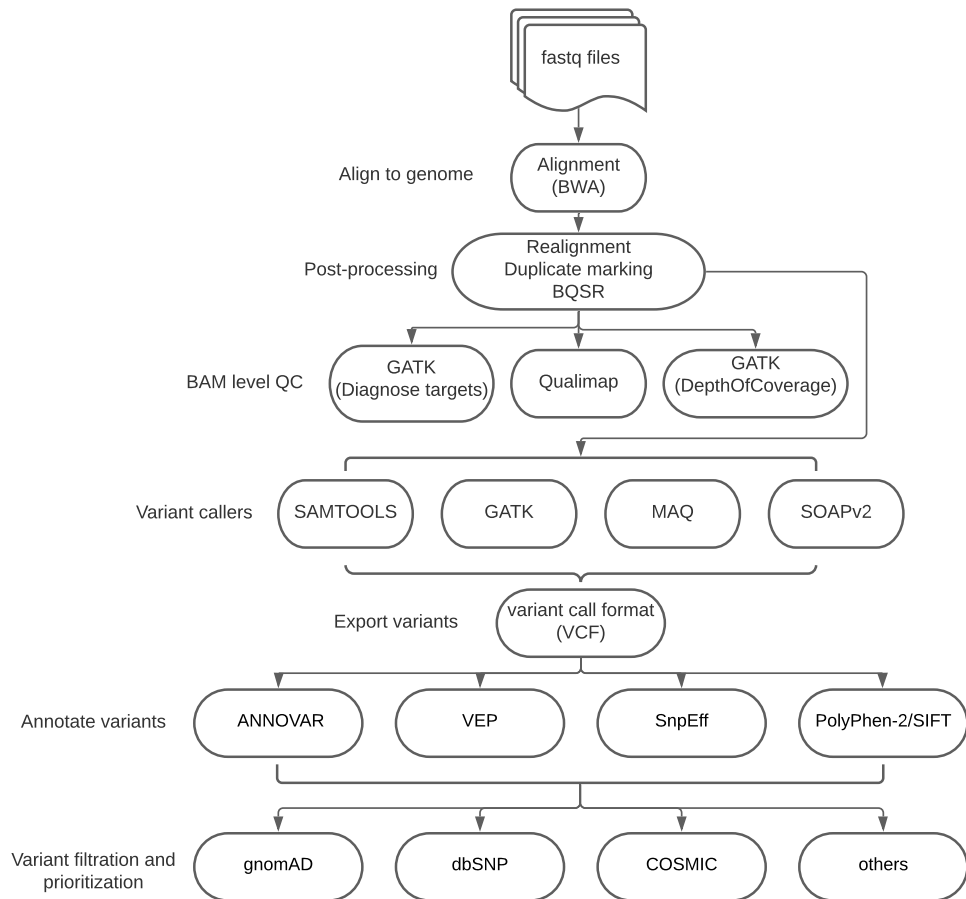 fastq files
Align to genome
Alignment
(BWA)
Post-processing
Realignment
Duplicate marking
BQSR
BAM level QC
GATK
(Diagnose targets)
Qualimap
GATK
(DepthOfCoverage)
Variant callers
SAMTOOLS
GATK
MAQ
SOAPv2
Export variants
variant call format
(VCF)
Annotate variants
ANNOVAR
VEP
SnpEff
PolyPhen-2/SIFT
Variant filtration and
prioritization
gnomAD
dbSNP
COSMIC
others